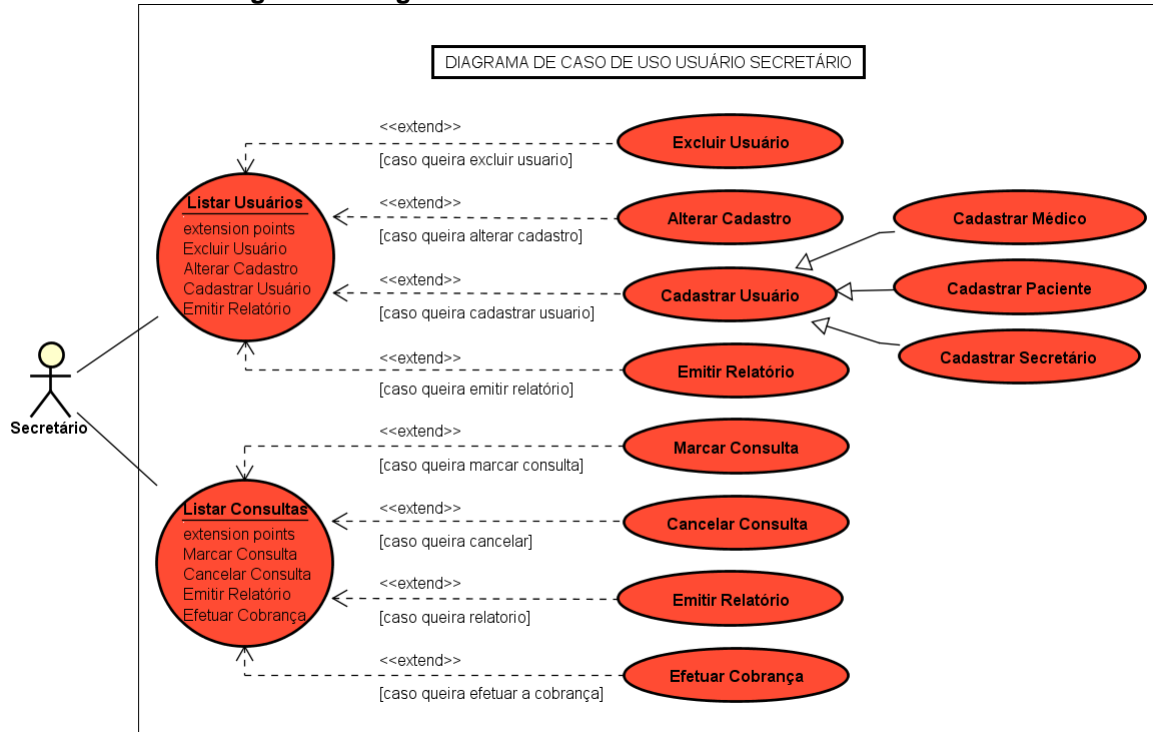 DIAGRAMA DE CASO DE USO USUÁRIO SECRETÁRIO
<<extend>>
[caso queira excluir usuario]
Excluir Usuário
Listar Usuários
extension points
Excluir Usuário
Alterar Cadastro
Cadastrar Usuário
Emitir Relatório
<<extend>>
[caso queira alterar cadastro]
Alterar Cadastro
Cadastrar Médico
<<extend>>
[caso queira cadastrar usuario]
Cadastrar Usuário
Cadastrar Paciente
Cadastrar Secretário
<<extend>>
[caso queira emitir relatório]
Emitir Relatório
Secretário
<<extend>>
[caso queira marcar consulta]
Marcar Consulta
Listar Consultas
extension points
Marcar Consulta
Cancelar Consulta
Emitir Relatório
Efetuar Cobrança
<<extend>>
[caso queira cancelar]
Cancelar Consulta
<<extend>>
[caso queira relatorio]
Emitir Relatório
<<extend>>
[caso queira efetuar a cobrança]
Efetuar Cobrança